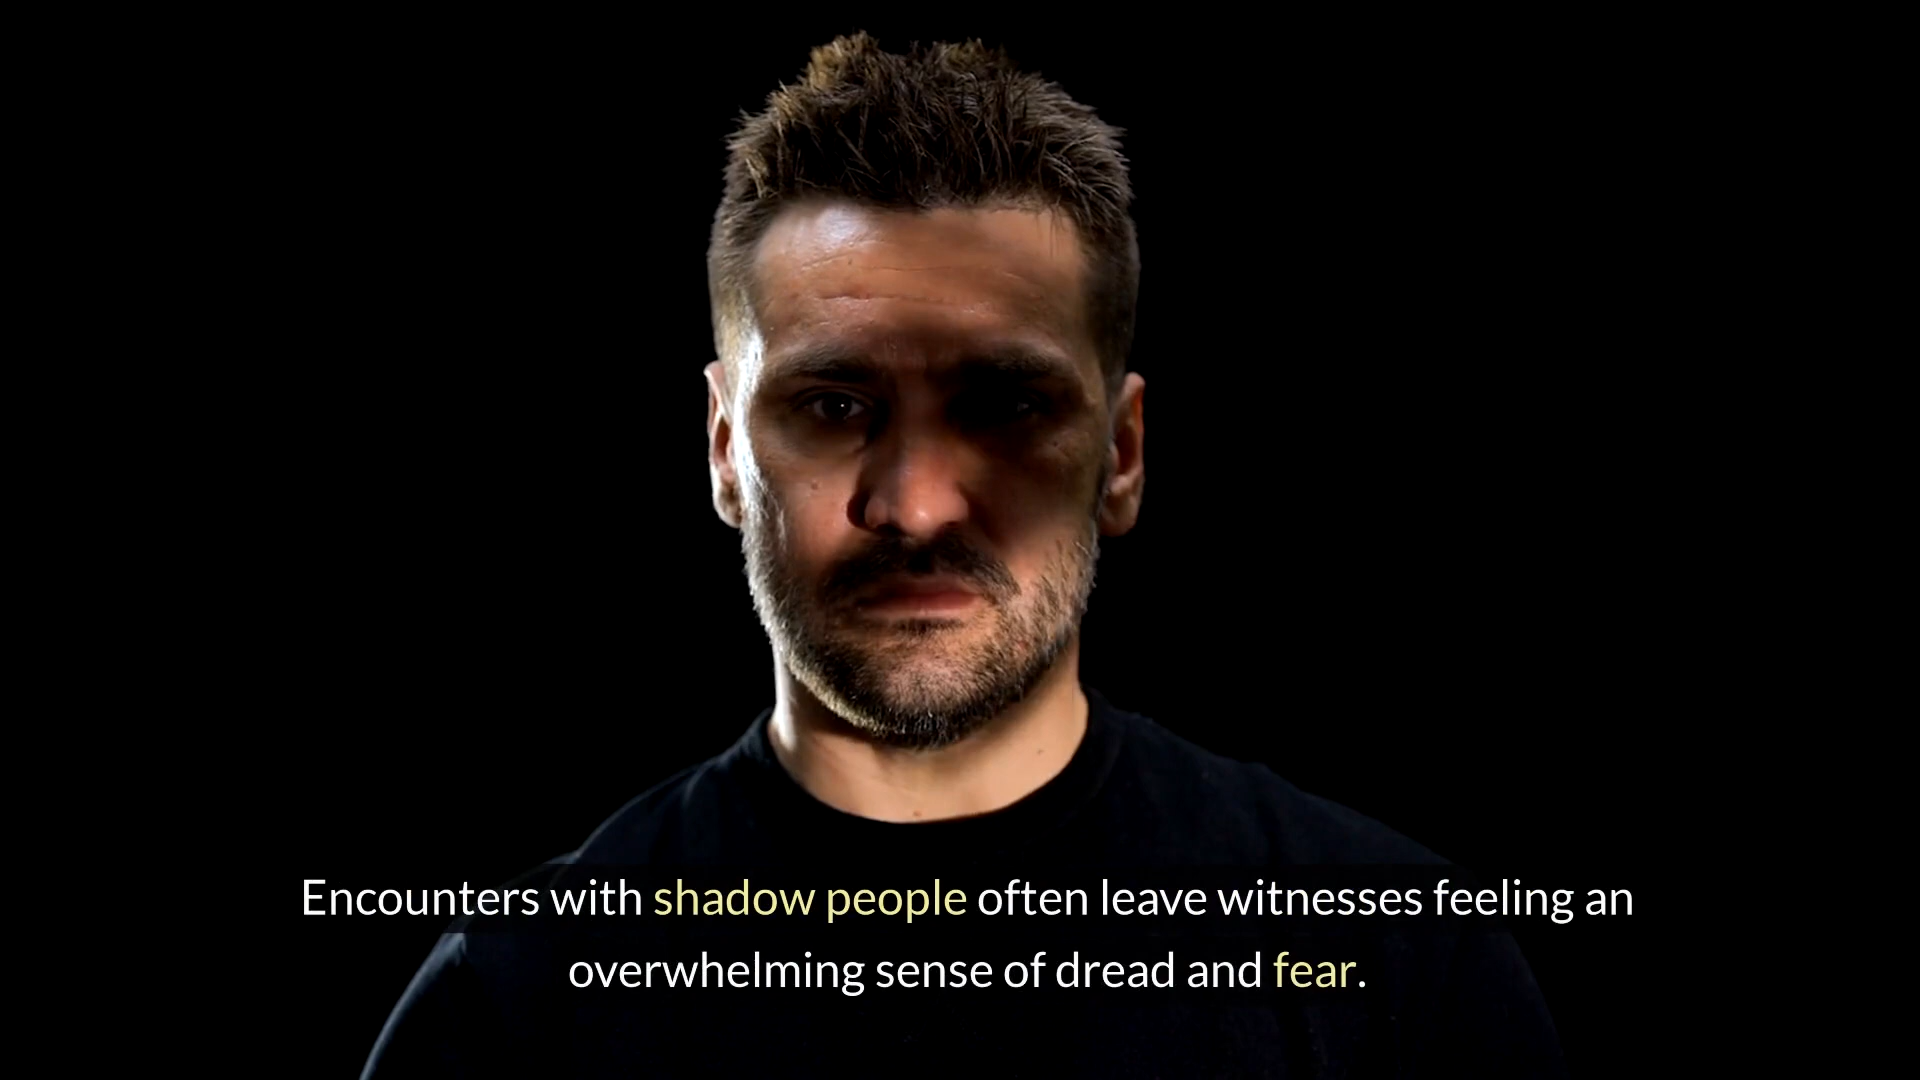 Encounters with shadow people often leave witnesses feeling an
overwhelming sense of dread and fear.